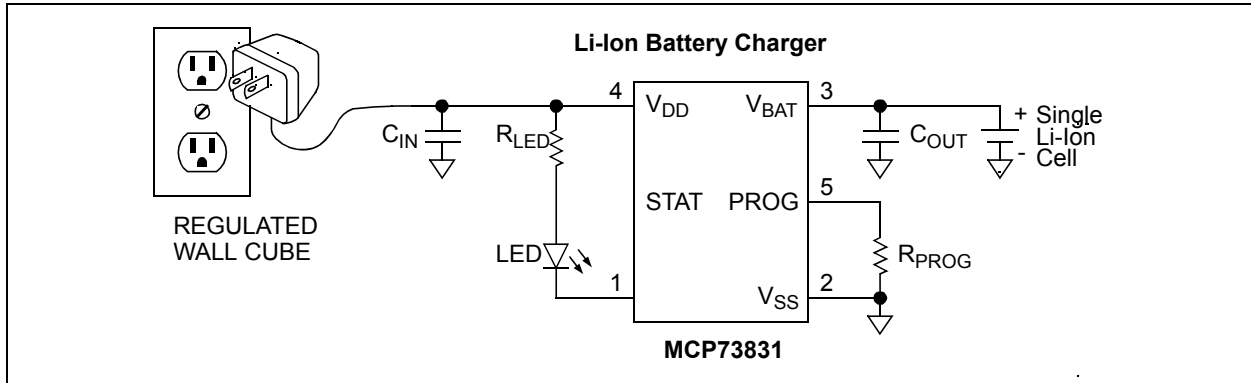 Li-Ion Battery Charger
4
VDD
VBAT
3
CIN
RLED
COUT
+ Single
Li-Ion
- Cell
STAT
PROG
5
REGULATED
WALL CUBE
LED
RPROG
1
VSS
2
MCP73831